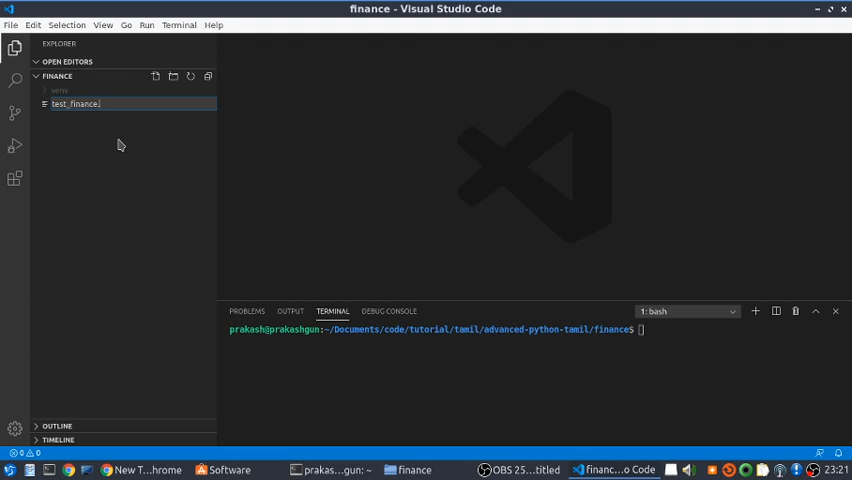 finance - Visual Studio Code
File Edit Selection View Go Run Terminal Help
EXPLORER
OPEN EDITORS
FINANCE
venv
test_finance.
PROBLEMS OUTPUT TERMINAL DEBUG CONSOLE 1: bash
prakash@prakashgun:~/Documents/code/tutorial/tamil/advanced-python-tamil/finance$
OUTLINE
TIMELINE
0 0
New T...hrome Software prakas...gun: ~ finance OBS 25...titled financ...o Code 23:21